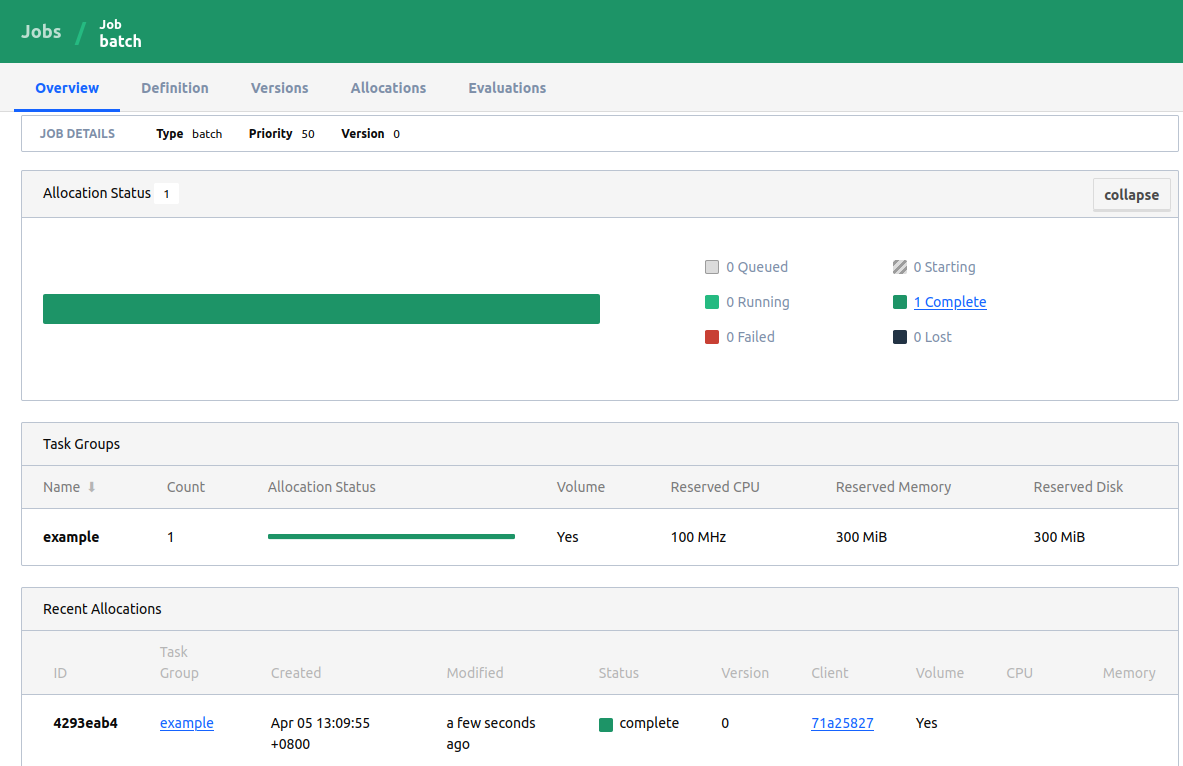 Jobs / Job
batch
Overview Definition Versions Allocations Evaluations
JOB DETAILS Type batch Priority 50 Version 0
Allocation Status 1 collapse
0 Queued 0 Starting
0 Running 1 Complete
0 Failed 0 Lost
Task Groups
Name ⬇ Count Allocation Status Volume Reserved CPU Reserved Memory Reserved Disk
example 1 Yes 100 MHz 300 MiB 300 MiB
Recent Allocations
ID Task Group Created Modified Status Version Client Volume CPU Memory
4293eab4 example Apr 05 13:09:55 a few seconds complete 0 71a25827 Yes
+0800 ago